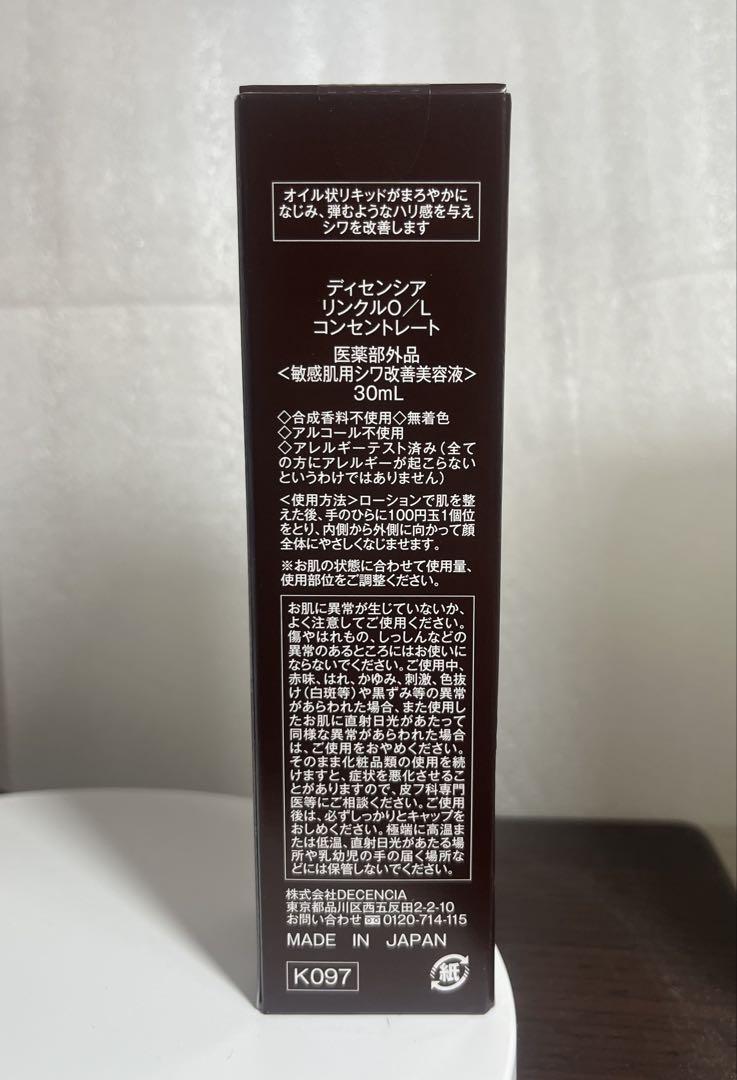 オイル状リキッドがまろやかに
なじみ、弾むようなハリ感を与え
シワを改善します
ディセンシア
リンクルO／L
コンセントレート
医薬部外品
＜敏感肌用シワ改善美容液＞
30mL
◇合成香料不使用◇無着色
◇アルコール不使用
◇アレルギーテスト済み（全て
の方にアレルギーが起こらない
というわけではありません）
＜使用方法＞ローションで肌を整
えた後、手のひらに100円玉1個位
をとり、内側から外側に向かって顔
全体にやさしくなじませます。
※お肌の状態に合わせて使用量、
使用部位をご調整ください。
お肌に異常が生じていないか、
よく注意してご使用ください。
傷やはれもの、しっしんなどの
異常のあるところにはお使いに
ならないでください。ご使用中、
赤味、はれ、かゆみ、刺激、色抜
け（白斑等）や黒ずみ等の異常
があらわれた場合、また使用し
たお肌に直射日光があたって
同様な異常があらわれた場合
は、ご使用をおやめください。
そのまま化粧品類の使用を続
けますと、症状を悪化させるこ
とがありますので、皮フ科専門
医等にご相談ください。ご使用
後は、必ずしっかりとキャップを
おしめください。極端に高温ま
たは低温、直射日光があたる場
所や乳幼児の手の届く場所な
どには保管しないでください。
株式会社DECENCIA
東京都品川区西五反田2-2-10
お問い合わせ 0120-714-115
MADE IN JAPAN
K097
紙